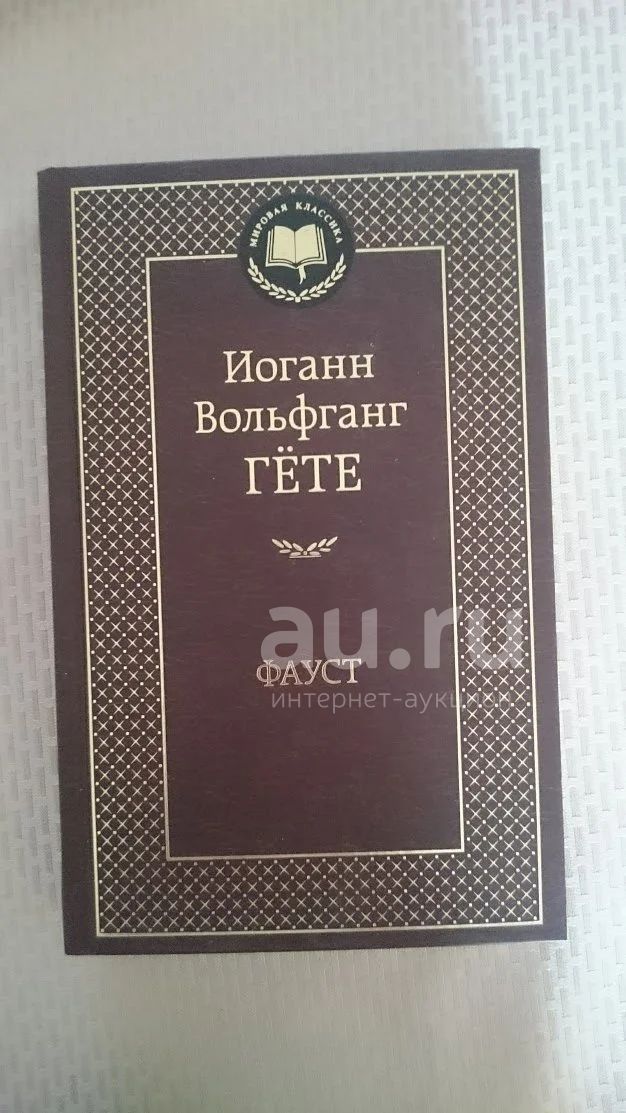 МИРОВАЯ КЛАССИКА
Иоганн
Вольфганг
ГЁТЕ
au.ru
ФАУСТ
интернет-аукцион